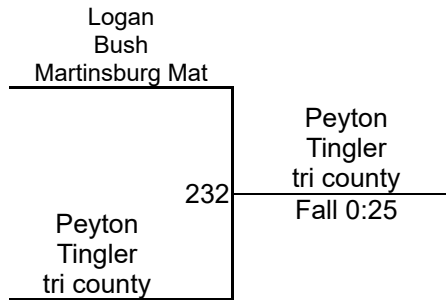 Logan
Bush
Martinsburg Mat
Peyton
Tingler
tri county
232
Fall 0:25
Peyton
Tingler
tri county